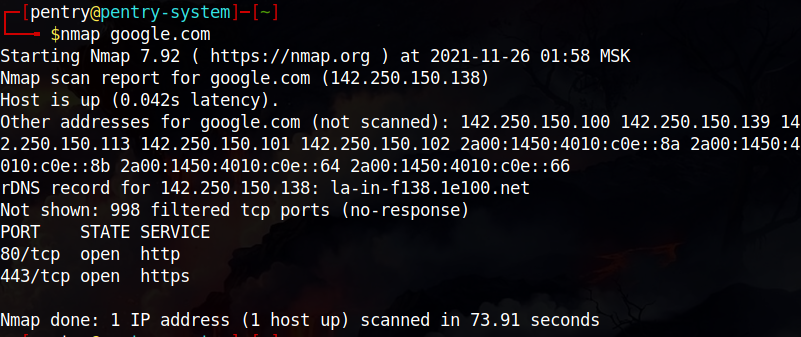 ┌─[pentry@pentry-system]─[~]
└──╼ $nmap google.com
Starting Nmap 7.92 ( https://nmap.org ) at 2021-11-26 01:58 MSK
Nmap scan report for google.com (142.250.150.138)
Host is up (0.042s latency).
Other addresses for google.com (not scanned): 142.250.150.100 142.250.150.139 14
2.250.150.113 142.250.150.101 142.250.150.102 2a00:1450:4010:c0e::8a 2a00:1450:4
010:c0e::8b 2a00:1450:4010:c0e::64 2a00:1450:4010:c0e::66
rDNS record for 142.250.150.138: la-in-f138.1e100.net
Not shown: 998 filtered tcp ports (no-response)
PORT    STATE SERVICE
80/tcp  open  http
443/tcp open  https

Nmap done: 1 IP address (1 host up) scanned in 73.91 seconds